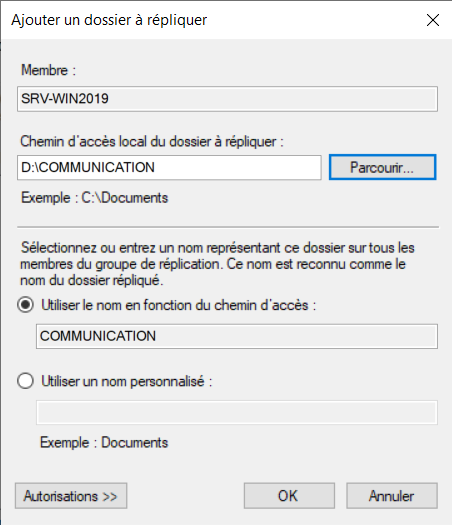 Ajouter un dossier à répliquer
Membre :
SRV-WIN2019
Chemin d'accès local du dossier à répliquer :
D:\COMMUNICATION
Parcourir...
Exemple : C:\Documents
Sélectionnez ou entrez un nom représentant ce dossier sur tous les
membres du groupe de réplication. Ce nom est reconnu comme le
nom du dossier répliqué.
Utiliser le nom en fonction du chemin d'accès :
COMMUNICATION
Utiliser un nom personnalisé :
Exemple : Documents
Autorisations >>
OK
Annuler